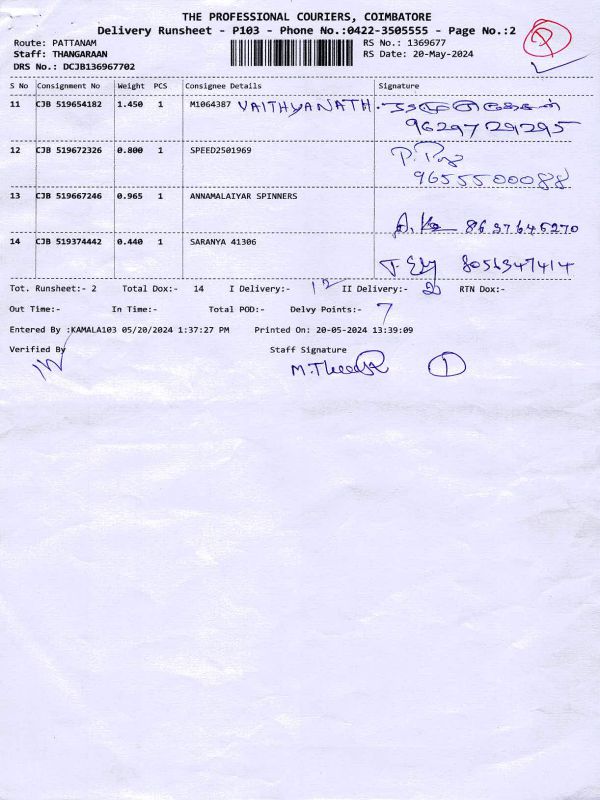 THE PROFESSIONAL COURIERS, COIMBATORE
Delivery Runsheet - P103 - Phone No.:0422-3505555 - Page No.:2
Route: PATTANAM RS No.: 1369677
Staff: THANGARAAN RS Date: 20-May-2024
DRS No.: DCJB136967702
S No Consignment No Weight PCS Consignee Details Signature
11 CJB 519654182 1.450 1 M1064387 VAITHYANATH.
9629729295
12 CJB 519672326 0.800 1 SPEED2501969
9655500088
13 CJB 519667246 0.965 1 ANNAMALAIYAR SPINNERS
8637646270
14 CJB 519374442 0.440 1 SARANYA 41306
8056347414
Tot. Runsheet:- 2 Total Dox:- 14 I Delivery:- 12 II Delivery:- 2 RTN Dox:-
Out Time:- In Time:- Total POD:- Delvy Points:- 7
Entered By :KAMALA103 05/20/2024 1:37:27 PM Printed On: 20-05-2024 13:39:09
Verified By Staff Signature
1